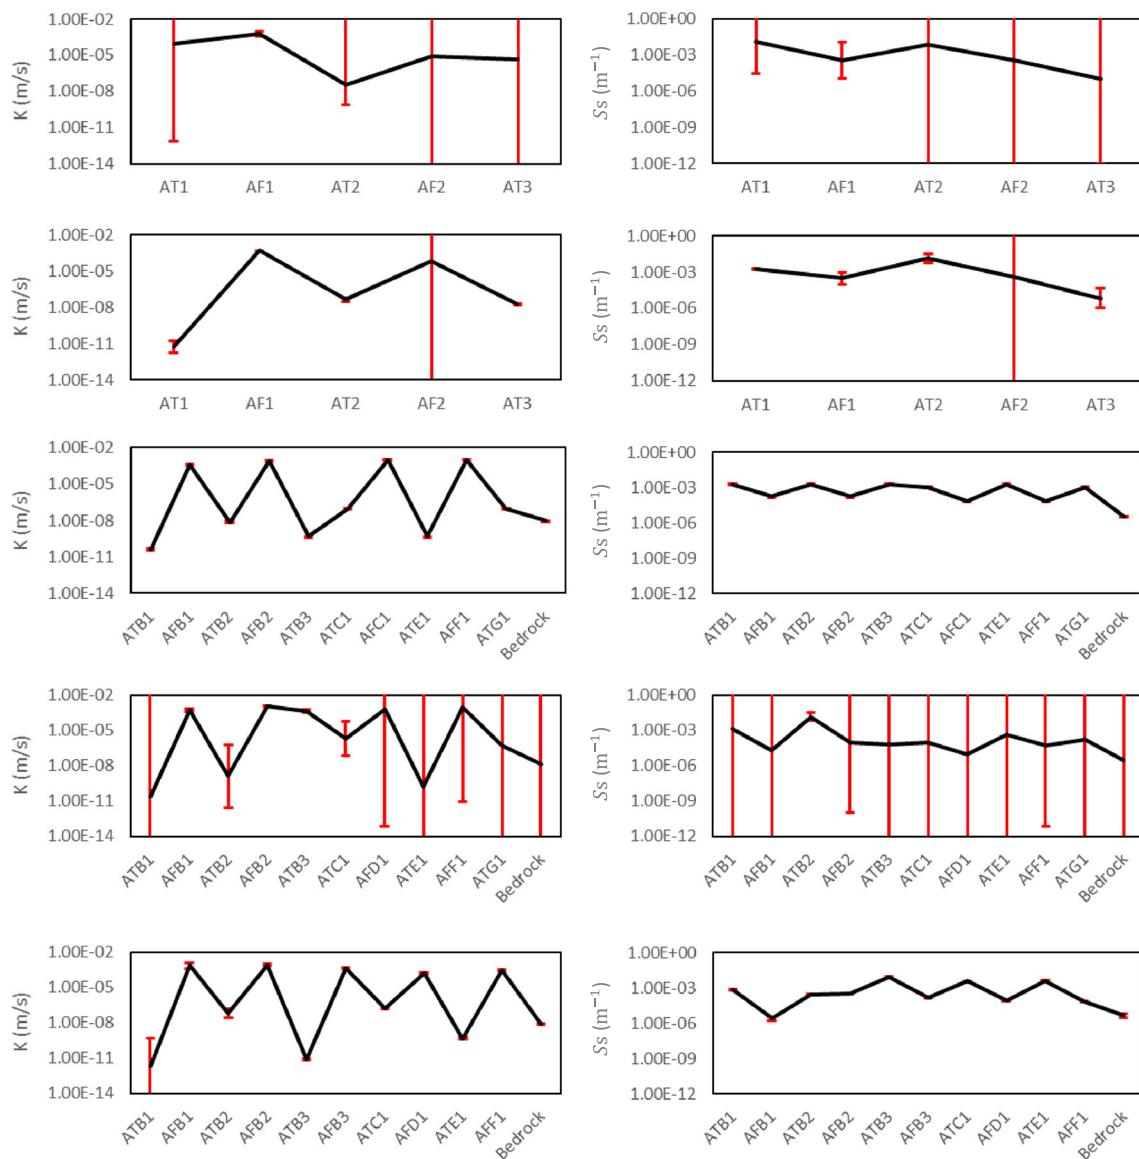 1.00E-02
1.00E-05
1.00E-08
1.00E-11
1.00E-14
K (m/s)
AT1 AF1 AT2 AF2 AT3
1.00E+00
1.00E-03
1.00E-06
1.00E-09
1.00E-12
Ss (m⁻¹)
AT1 AF1 AT2 AF2 AT3
1.00E-02
1.00E-05
1.00E-08
1.00E-11
1.00E-14
K (m/s)
AT1 AF1 AT2 AF2 AT3
1.00E+00
1.00E-03
1.00E-06
1.00E-09
1.00E-12
Ss (m⁻¹)
AT1 AF1 AT2 AF2 AT3
1.00E-02
1.00E-05
1.00E-08
1.00E-11
1.00E-14
K (m/s)
ATB1 AFB1 ATB2 AFB2 ATB3 ATC1 AFC1 ATE1 AFF1 ATG1 Bedrock
1.00E+00
1.00E-03
1.00E-06
1.00E-09
1.00E-12
Ss (m⁻¹)
ATB1 AFB1 ATB2 AFB2 ATB3 ATC1 AFC1 ATE1 AFF1 ATG1 Bedrock
1.00E-02
1.00E-05
1.00E-08
1.00E-11
1.00E-14
K (m/s)
ATB1 AFB1 ATB2 AFB2 ATB3 ATC1 AFD1 ATE1 AFF1 ATG1 Bedrock
1.00E+00
1.00E-03
1.00E-06
1.00E-09
1.00E-12
Ss (m⁻¹)
ATB1 AFB1 ATB2 AFB2 ATB3 ATC1 AFD1 ATE1 AFF1 ATG1 Bedrock
1.00E-02
1.00E-05
1.00E-08
1.00E-11
1.00E-14
K (m/s)
ATB1 AFB1 ATB2 AFB2 ATB3 AFB3 ATC1 AFD1 ATE1 AFF1 Bedrock
1.00E+00
1.00E-03
1.00E-06
1.00E-09
1.00E-12
Ss (m⁻¹)
ATB1 AFB1 ATB2 AFB2 ATB3 AFB3 ATC1 AFD1 ATE1 AFF1 Bedrock